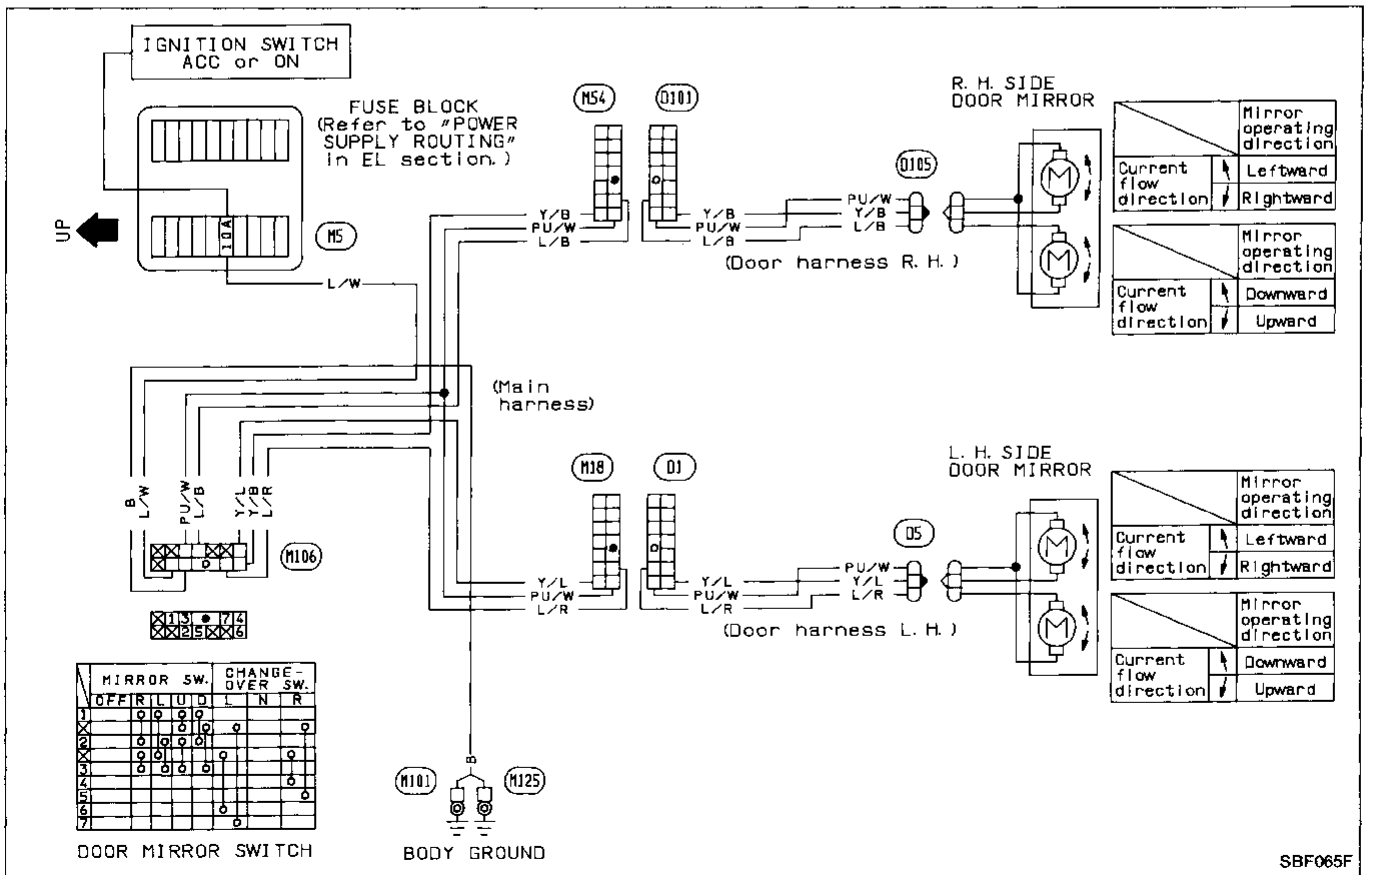 IGNITION SWITCH
ACC or ON
FUSE BLOCK
(Refer to "POWER
SUPPLY ROUTING"
in EL section.)
UP
10A
M5
L/W
M54
D101
Y/B
PU/W
L/B
Y/B
PU/W
L/B
(Door harness R. H.)
D105
PU/W
Y/B
L/B
R. H. SIDE
DOOR MIRROR
M
M
Mirror
operating
direction
Current
flow
direction
Leftward
Rightward
Mirror
operating
direction
Current
flow
direction
Downward
Upward
(Main
harness)
B
L/W
PU/W
L/B
Y/L
Y/B
L/R
M106
1 3 7 4
2 5 6
M18
D1
Y/L
PU/W
L/R
Y/L
PU/W
L/R
(Door harness L. H.)
D5
PU/W
Y/L
L/R
L. H. SIDE
DOOR MIRROR
M
M
Mirror
operating
direction
Current
flow
direction
Leftward
Rightward
Mirror
operating
direction
Current
flow
direction
Downward
Upward
MIRROR SW.
CHANGE-
OVER SW.
OFF R L U D L N R
1
2
3
4
5
6
7
DOOR MIRROR SWITCH
B
M101
M125
BODY GROUND
SBF065F